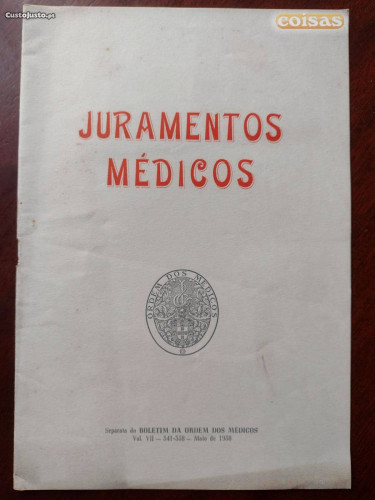 CustoJusto.pt
coisas
JURAMENTOS
MÉDICOS
ORDEM DOS MÉDICOS
Separata do BOLETIM DA ORDEM DOS MÉDICOS
Vol. VII — 541-558 — Maio de 1958